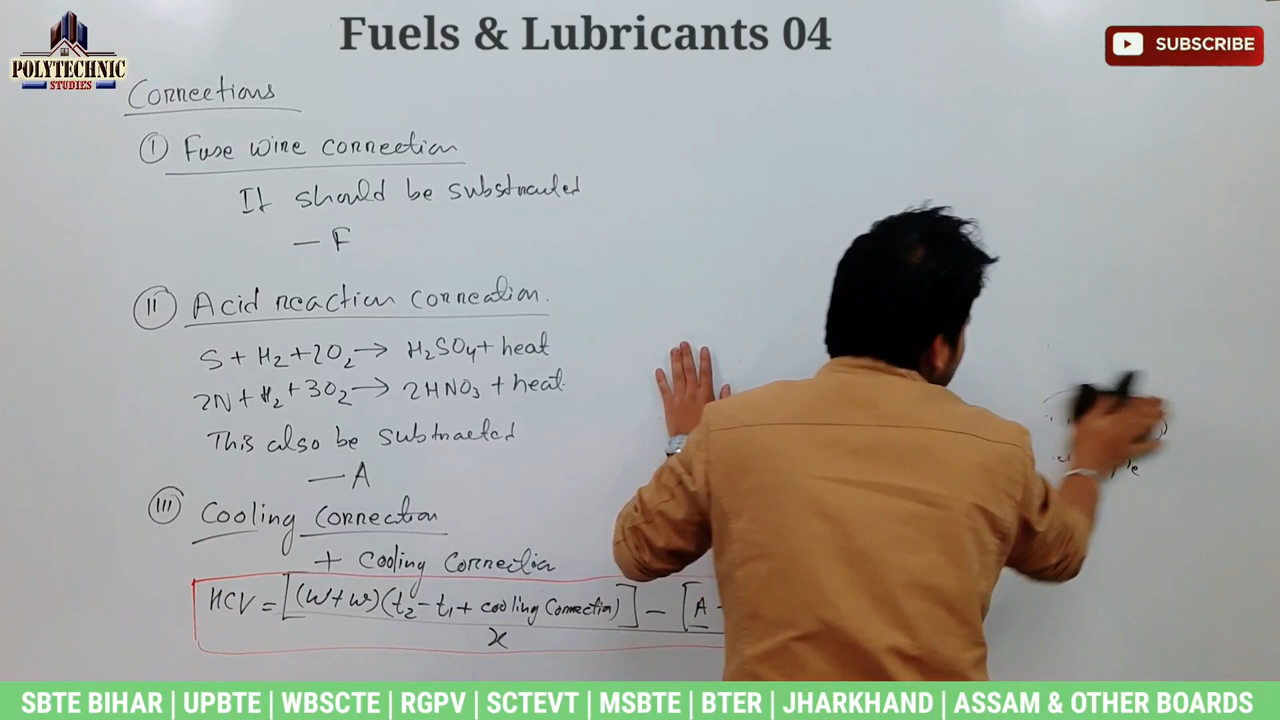 Fuels & Lubricants 04
POLYTECHNIC
STUDIES
SUBSCRIBE
Corrections
I Fuse wire correction
It should be substracted
— F
II Acid reaction correction.
S + H2 + 2O2 → H2SO4 + heat
2N + H2 + 3O2 → 2HNO3 + heat
This also be subtracted
— A
III Cooling Correction
+ Cooling Correction
HCV = [(W+w)(t2-t1 + cooling Correction)] - [A
x
SBTE BIHAR | UPBTE | WBSCTE | RGPV | SCTEVT | MSBTE | BTER | JHARKHAND | ASSAM & OTHER BOARDS